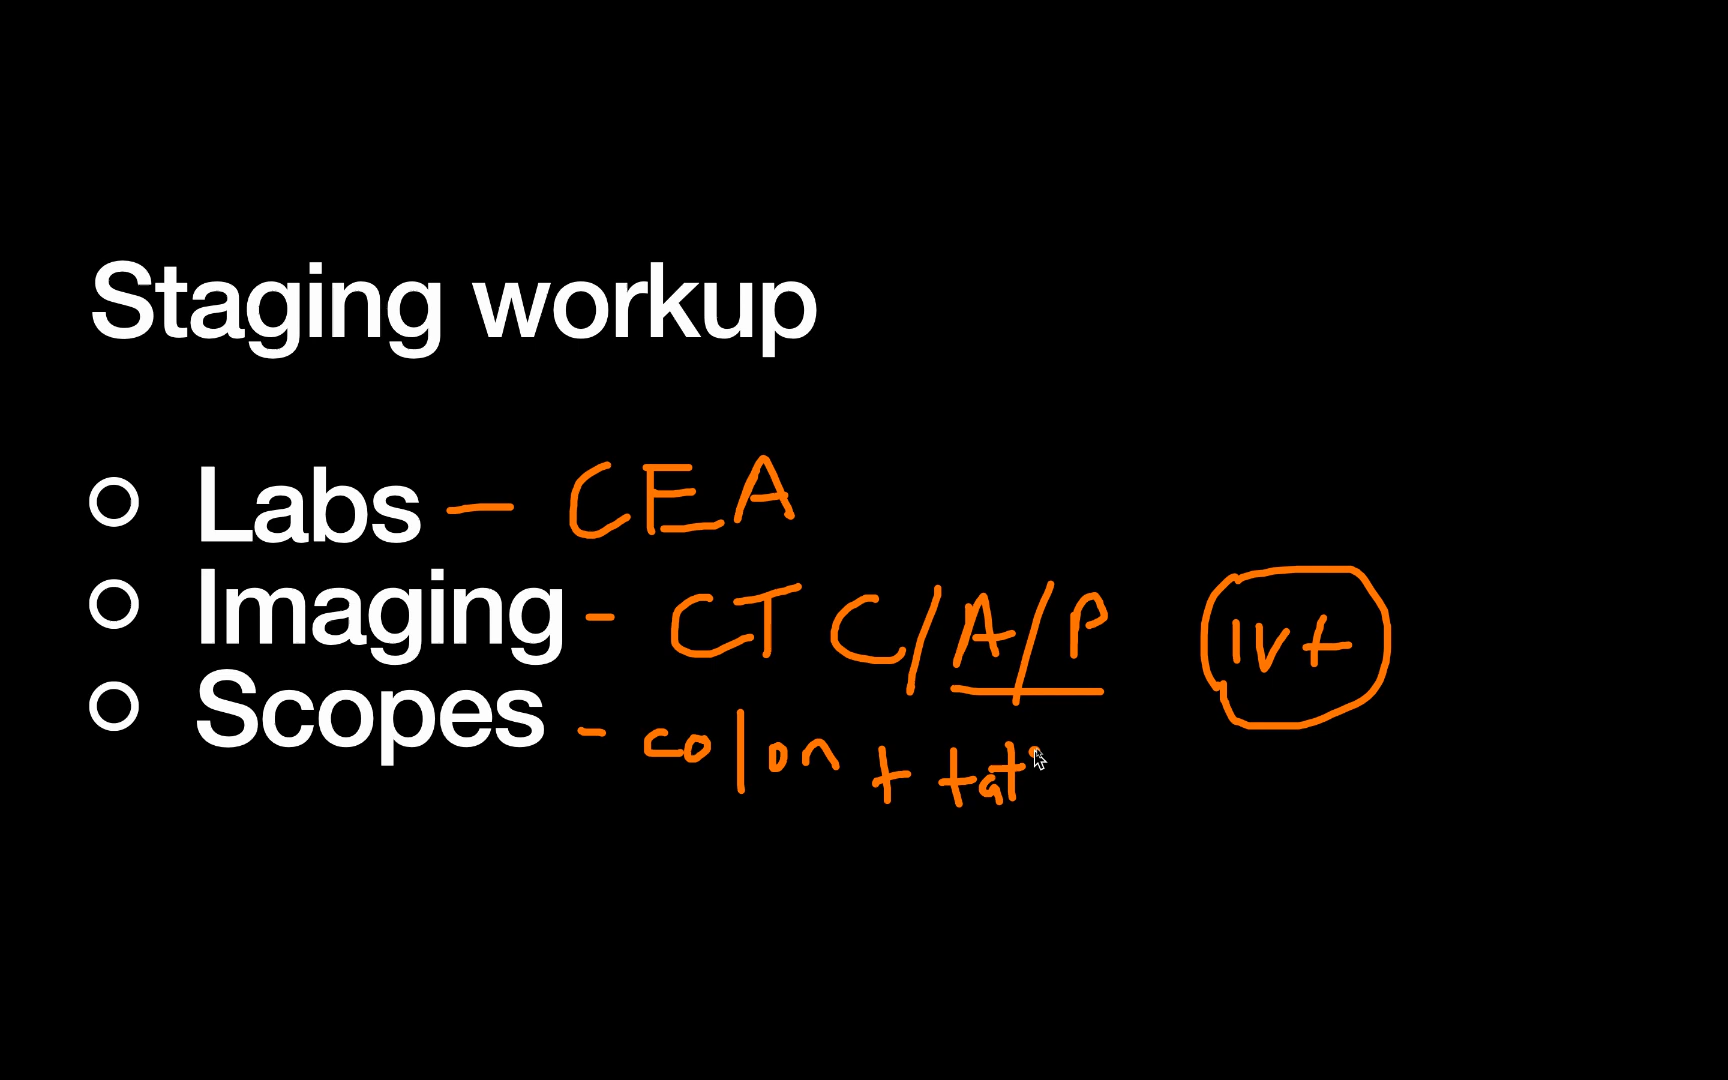 Staging workup
Labs — CEA
Imaging - CT C/A/P IV+
Scopes - colon + tat